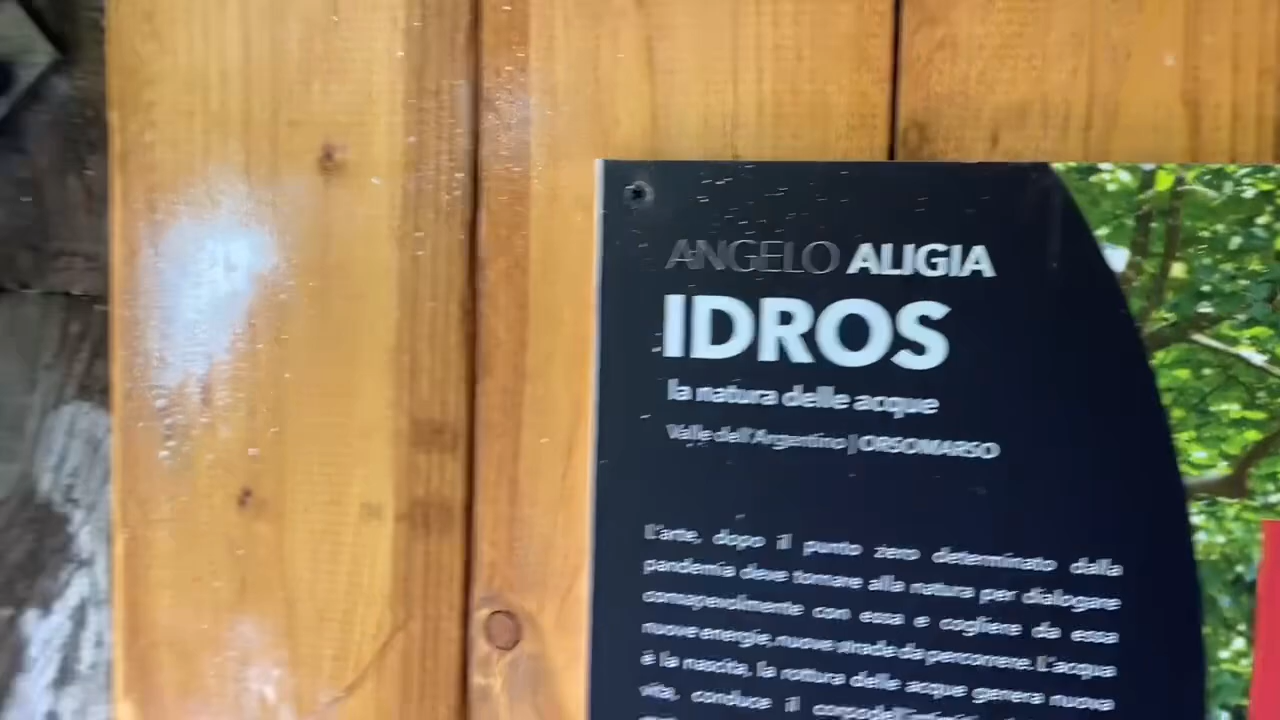 ANGELO ALIGIA
IDROS
la natura delle acque
Valle dell'Argentino | ORSOMARSO
L'arte, dopo il punto zero determinato dalla
pandemia deve tornare alla natura per dialogare
consapevolmente con essa e cogliere da essa
nuove energie, nuove strade da percorrere. L'acqua
è la nascita, la rottura delle acque genera nuova
vita, conduce il